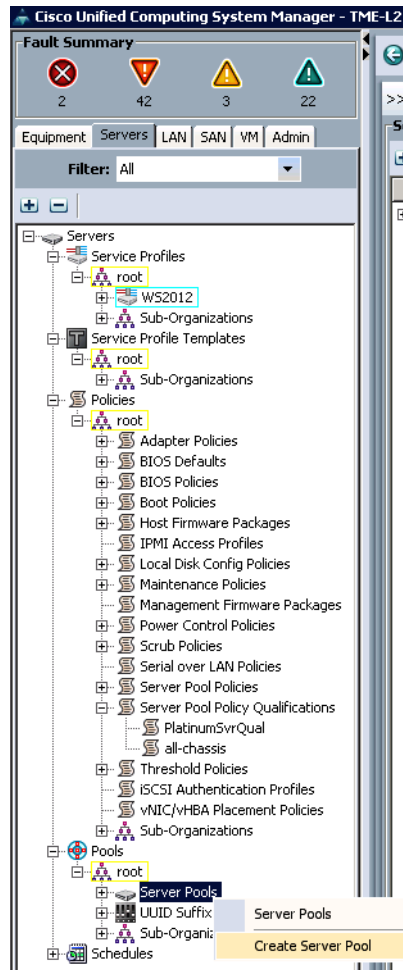 Cisco Unified Computing System Manager - TME-L2
Fault Summary
2 42 3 22
>>
Equipment Servers LAN SAN VM Admin
Filter: All
Servers
Service Profiles
root
WS2012
Sub-Organizations
Service Profile Templates
root
Sub-Organizations
Policies
root
Adapter Policies
BIOS Defaults
BIOS Policies
Boot Policies
Host Firmware Packages
IPMI Access Profiles
Local Disk Config Policies
Maintenance Policies
Management Firmware Packages
Power Control Policies
Scrub Policies
Serial over LAN Policies
Server Pool Policies
Server Pool Policy Qualifications
PlatinumSvrQual
all-chassis
Threshold Policies
iSCSI Authentication Profiles
vNIC/vHBA Placement Policies
Sub-Organizations
Pools
root
Server Pools
UUID Suffix Server Pools
Sub-Organiz
Create Server Pool
Schedules